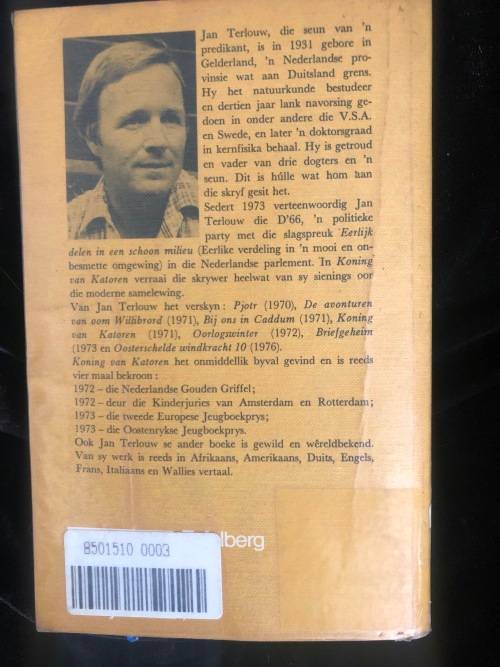 Jan Terlouw, die seun van 'n
predikant, is in 1931 gebore in
Gelderland, 'n Nederlandse pro-
vinsie wat aan Duitsland grens.
Hy het natuurkunde bestudeer
en dertien jaar lank navorsing ge-
doen in onder andere die V.S.A.
en Swede, en later 'n doktorsgraad
in kernfisika behaal. Hy is getroud
en vader van drie dogters en 'n
seun. Dit is húlle wat hom aan
die skryf gesit het.
Sedert 1973 verteenwoordig Jan
Terlouw die D'66, 'n politieke
party met die slagspreuk Eerlijk
delen in een schoon milieu (Eerlike verdeling in 'n mooi en on-
besmette omgewing) in die Nederlandse parlement. In Koning
van Katoren verraai die skrywer heelwat van sy sienings oor
die moderne samelewing.
Van Jan Terlouw het verskyn: Pjotr (1970), De avonturen
van oom Willibrord (1971), Bij ons in Caddum (1971), Koning
van Katoren (1971), Oorlogswinter (1972), Briefgeheim
(1973 en Oosterschelde windkracht 10 (1976).
Koning van Katoren het onmiddellik byval gevind en is reeds
vier maal bekroon:
1972 – die Nederlandse Gouden Griffel;
1972 – deur die Kinderjuries van Amsterdam en Rotterdam;
1973 – die tweede Europese Jeugboekprys;
1973 – die Oostenrykse Jeugboekprys.
Ook Jan Terlouw se ander boeke is gewild en wêreldbekend.
Van sy werk is reeds in Afrikaans, Amerikaans, Duits, Engels,
Frans, Italiaans en Wallies vertaal.
8501510 0003